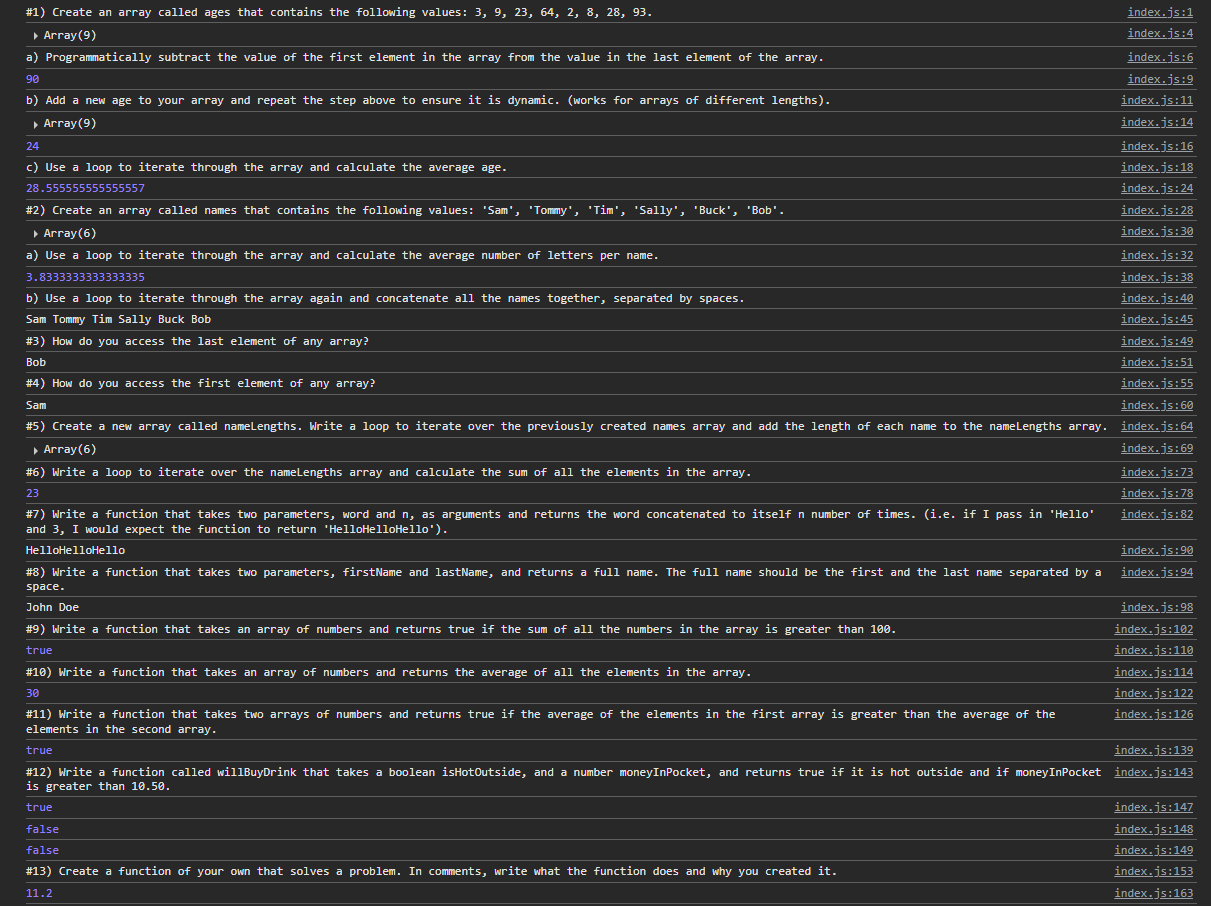 #1) Create an array called ages that contains the following values: 3, 9, 23, 64, 2, 8, 28, 93. index.js:1
Array(9) index.js:4
a) Programmatically subtract the value of the first element in the array from the value in the last element of the array. index.js:6
90 index.js:9
b) Add a new age to your array and repeat the step above to ensure it is dynamic. (works for arrays of different lengths). index.js:11
Array(9) index.js:14
24 index.js:16
c) Use a loop to iterate through the array and calculate the average age. index.js:18
28.555555555555557 index.js:24
#2) Create an array called names that contains the following values: 'Sam', 'Tommy', 'Tim', 'Sally', 'Buck', 'Bob'. index.js:28
Array(6) index.js:30
a) Use a loop to iterate through the array and calculate the average number of letters per name. index.js:32
3.8333333333333335 index.js:38
b) Use a loop to iterate through the array again and concatenate all the names together, separated by spaces. index.js:40
Sam Tommy Tim Sally Buck Bob index.js:45
#3) How do you access the last element of any array? index.js:49
Bob index.js:51
#4) How do you access the first element of any array? index.js:55
Sam index.js:60
#5) Create a new array called nameLengths. Write a loop to iterate over the previously created names array and add the length of each name to the nameLengths array. index.js:64
Array(6) index.js:69
#6) Write a loop to iterate over the nameLengths array and calculate the sum of all the elements in the array. index.js:73
23 index.js:78
#7) Write a function that takes two parameters, word and n, as arguments and returns the word concatenated to itself n number of times. (i.e. if I pass in 'Hello' index.js:82
and 3, I would expect the function to return 'HelloHelloHello').
HelloHelloHello index.js:90
#8) Write a function that takes two parameters, firstName and lastName, and returns a full name. The full name should be the first and the last name separated by a index.js:94
space.
John Doe index.js:98
#9) Write a function that takes an array of numbers and returns true if the sum of all the numbers in the array is greater than 100. index.js:102
true index.js:110
#10) Write a function that takes an array of numbers and returns the average of all the elements in the array. index.js:114
30 index.js:122
#11) Write a function that takes two arrays of numbers and returns true if the average of the elements in the first array is greater than the average of the index.js:126
elements in the second array.
true index.js:139
#12) Write a function called willBuyDrink that takes a boolean isHotOutside, and a number moneyInPocket, and returns true if it is hot outside and if moneyInPocket index.js:143
is greater than 10.50.
true index.js:147
false index.js:148
false index.js:149
#13) Create a function of your own that solves a problem. In comments, write what the function does and why you created it. index.js:153
11.2 index.js:163